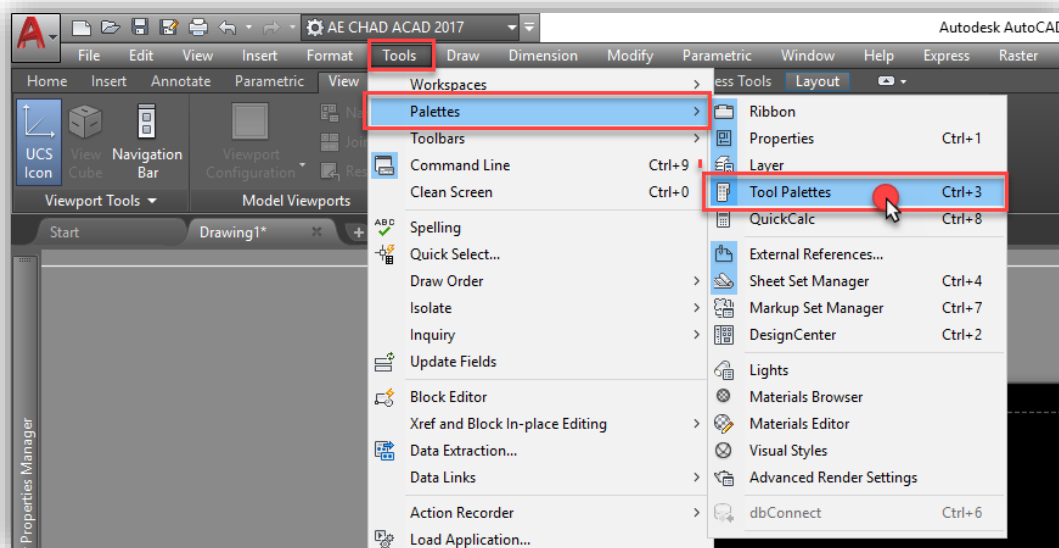 AE CHAD ACAD 2017
Autodesk AutoCAD
File Edit View Insert Format Tools Draw Dimension Modify Parametric Window Help Express Raster
Home Insert Annotate Parametric View ess Tools Layout
UCS Icon
View Cube
Navigation Bar
Viewport Configuration
Na
Joi
Res
Viewport Tools
Model Viewports
Start
Drawing1*
Workspaces
Palettes
Toolbars
Command Line Ctrl+9
Clean Screen Ctrl+0
ABC
Spelling
Quick Select...
Draw Order
Isolate
Inquiry
Update Fields
Block Editor
Xref and Block In-place Editing
Data Extraction...
Data Links
Action Recorder
Load Application...
Ribbon
Properties Ctrl+1
Layer
Tool Palettes Ctrl+3
QuickCalc Ctrl+8
External References...
Sheet Set Manager Ctrl+4
Markup Set Manager Ctrl+7
DesignCenter Ctrl+2
Lights
Materials Browser
Materials Editor
Visual Styles
Advanced Render Settings
dbConnect Ctrl+6
Properties Manager